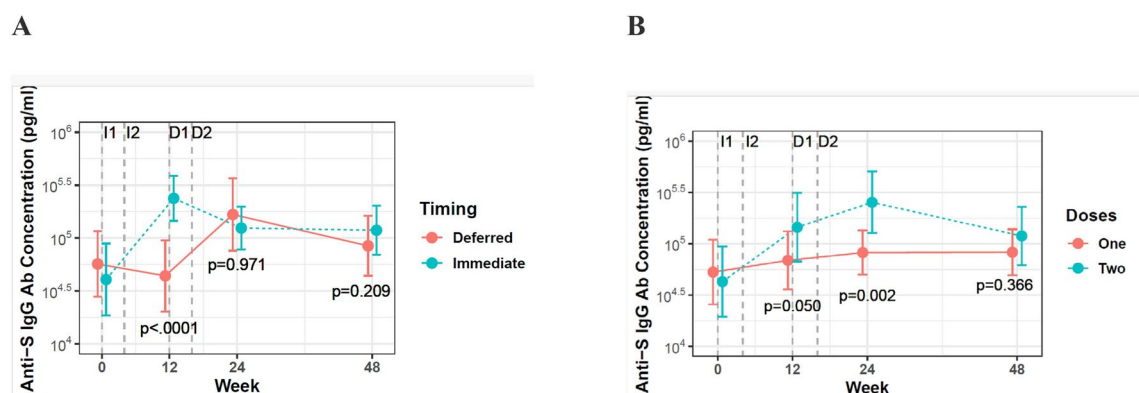 A
Anti–S IgG Ab Concentration (pg/ml)
10^6
10^5.5
10^5
10^4.5
10^4
I1 I2 D1 D2
p<.0001
p=0.971
p=0.209
0 12 24 48
Week
Timing
Deferred
Immediate
B
Anti–S IgG Ab Concentration (pg/ml)
10^6
10^5.5
10^5
10^4.5
10^4
I1 I2 D1 D2
p=0.050
p=0.002
p=0.366
0 12 24 48
Week
Doses
One
Two